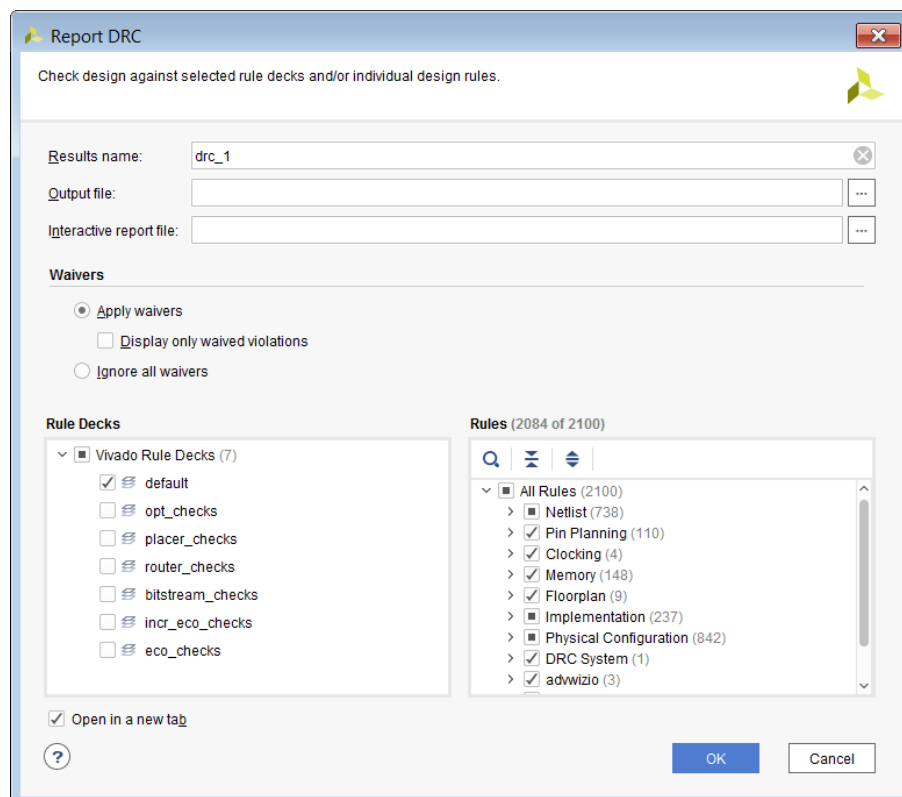 Report DRC
Check design against selected rule decks and/or individual design rules.
Results name: drc_1
Output file:
...
Interactive report file:
...
Waivers
Apply waivers
Display only waived violations
Ignore all waivers
Rule Decks
Vivado Rule Decks (7)
default
opt_checks
placer_checks
router_checks
bitstream_checks
incr_eco_checks
eco_checks
Rules (2084 of 2100)
All Rules (2100)
Netlist (738)
Pin Planning (110)
Clocking (4)
Memory (148)
Floorplan (9)
Implementation (237)
Physical Configuration (842)
DRC System (1)
advwizio (3)
Open in a new tab
?
OK
Cancel